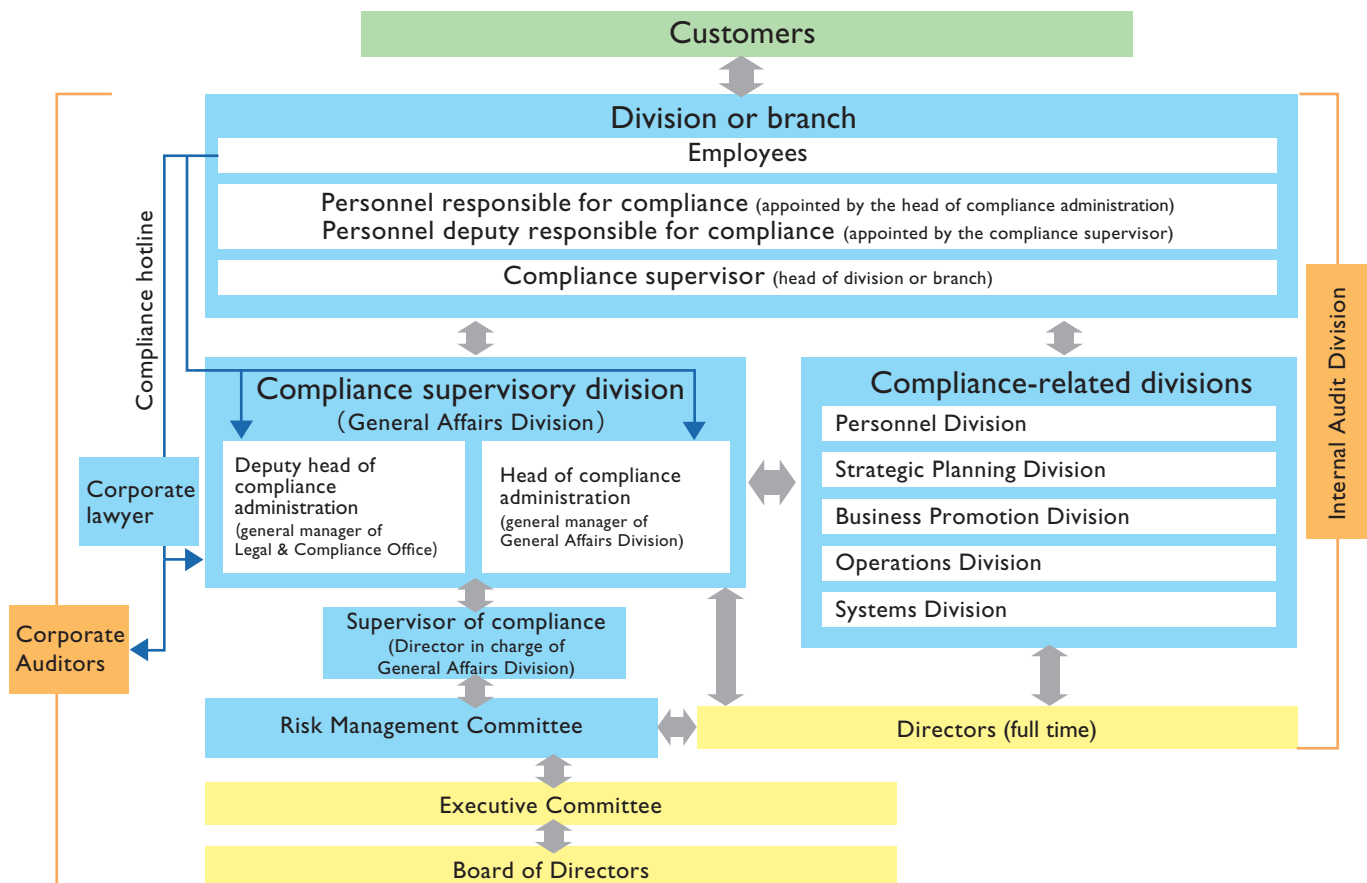 Customers
Division or branch
Employees
Personnel responsible for compliance (appointed by the head of compliance administration)
Personnel deputy responsible for compliance (appointed by the compliance supervisor)
Compliance supervisor (head of division or branch)
Compliance hotline
Internal Audit Division
Compliance supervisory division
(General Affairs Division)
Deputy head of
compliance
administration
(general manager of
Legal & Compliance Office)
Head of compliance
administration
(general manager of
General Affairs Division)
Compliance-related divisions
Personnel Division
Strategic Planning Division
Business Promotion Division
Operations Division
Systems Division
Corporate
lawyer
Corporate
Auditors
Supervisor of compliance
(Director in charge of
General Affairs Division)
Risk Management Committee
Directors (full time)
Executive Committee
Board of Directors